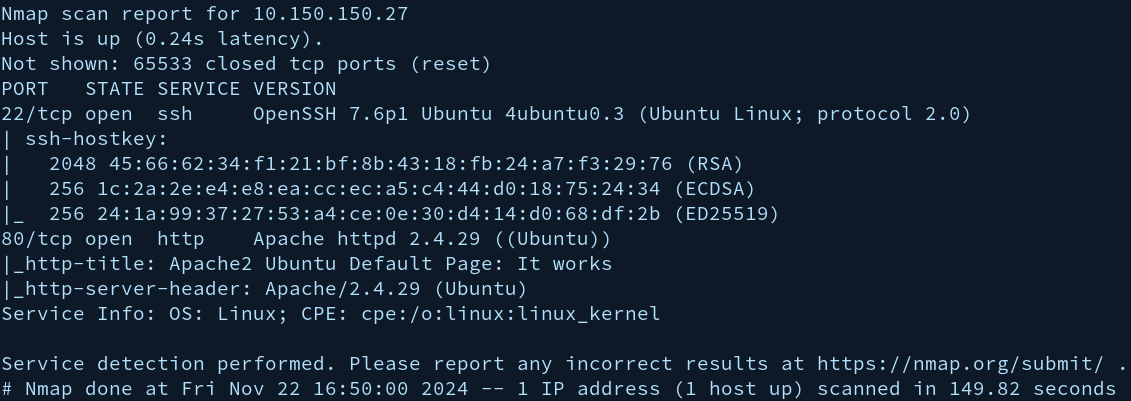 Nmap scan report for 10.150.150.27
Host is up (0.24s latency).
Not shown: 65533 closed tcp ports (reset)
PORT   STATE SERVICE VERSION
22/tcp open  ssh     OpenSSH 7.6p1 Ubuntu 4ubuntu0.3 (Ubuntu Linux; protocol 2.0)
| ssh-hostkey:
|   2048 45:66:62:34:f1:21:bf:8b:43:18:fb:24:a7:f3:29:76 (RSA)
|   256 1c:2a:2e:e4:e8:ea:cc:ec:a5:c4:44:d0:18:75:24:34 (ECDSA)
|_  256 24:1a:99:37:27:53:a4:ce:0e:30:d4:14:d0:68:df:2b (ED25519)
80/tcp open  http    Apache httpd 2.4.29 ((Ubuntu))
|_http-title: Apache2 Ubuntu Default Page: It works
|_http-server-header: Apache/2.4.29 (Ubuntu)
Service Info: OS: Linux; CPE: cpe:/o:linux:linux_kernel
Service detection performed. Please report any incorrect results at https://nmap.org/submit/ .
# Nmap done at Fri Nov 22 16:50:00 2024 -- 1 IP address (1 host up) scanned in 149.82 seconds